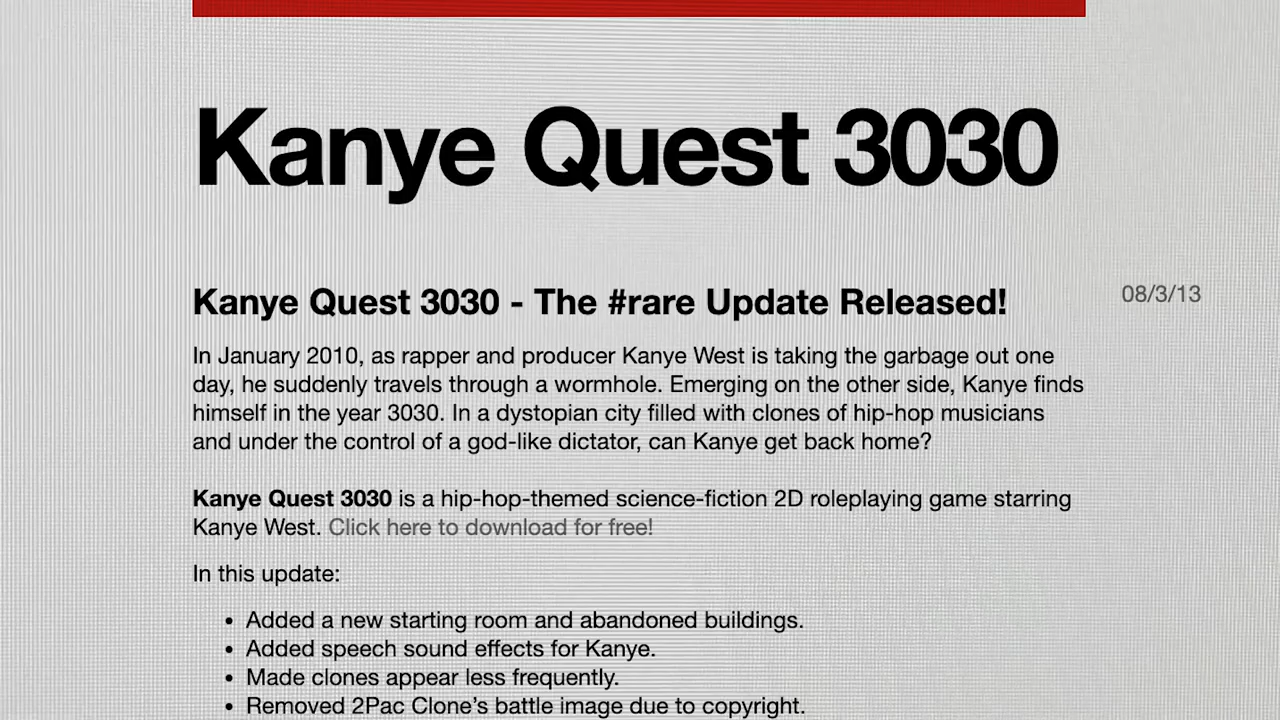 Kanye Quest 3030
Kanye Quest 3030 - The #rare Update Released!
08/3/13
In January 2010, as rapper and producer Kanye West is taking the garbage out one
day, he suddenly travels through a wormhole. Emerging on the other side, Kanye finds
himself in the year 3030. In a dystopian city filled with clones of hip-hop musicians
and under the control of a god-like dictator, can Kanye get back home?
Kanye Quest 3030 is a hip-hop-themed science-fiction 2D roleplaying game starring
Kanye West. Click here to download for free!
In this update:
• Added a new starting room and abandoned buildings.
• Added speech sound effects for Kanye.
• Made clones appear less frequently.
• Removed 2Pac Clone’s battle image due to copyright.